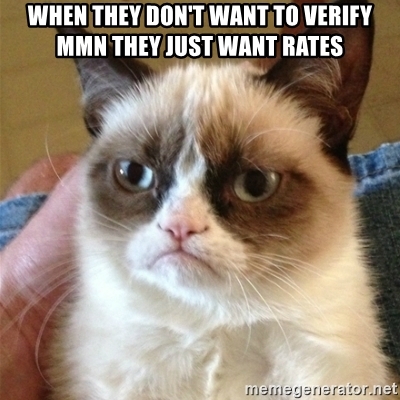 WHEN THEY DON'T WANT TO VERIFY
MMN THEY JUST WANT RATES
memegenerator.net